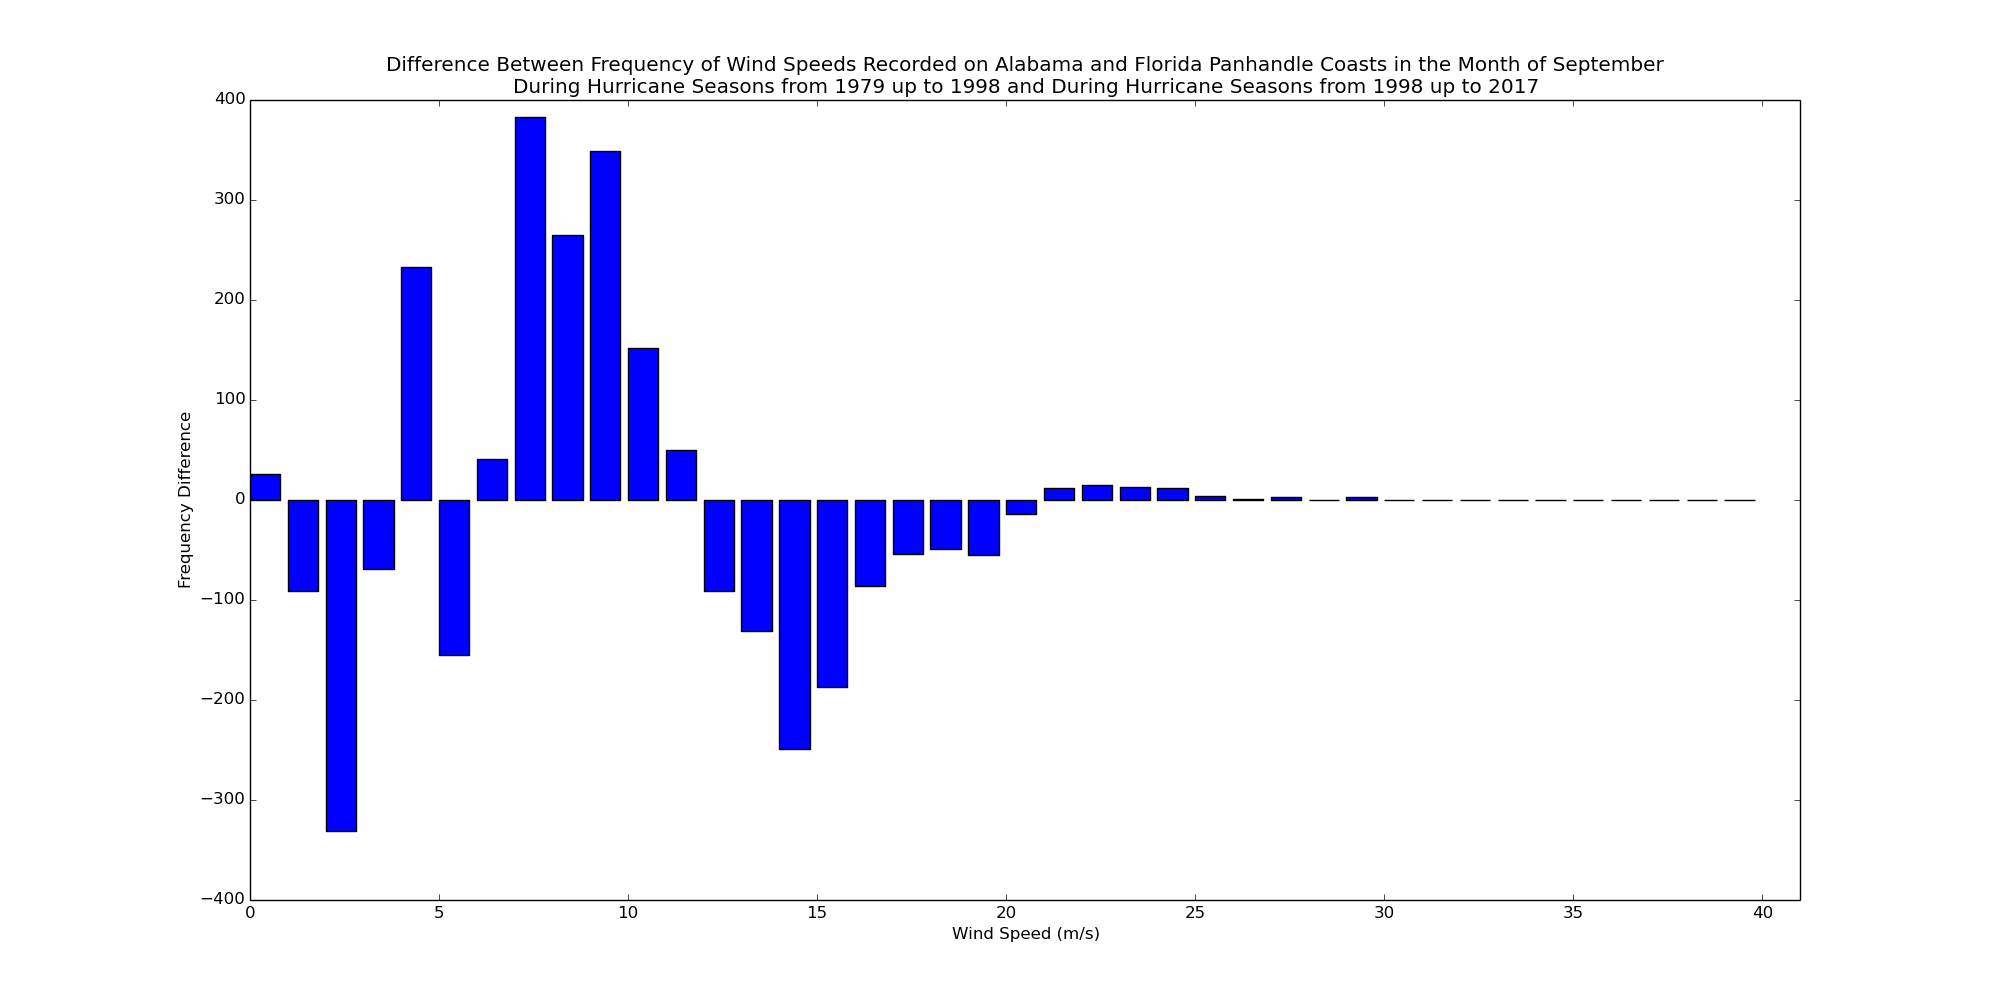 Difference Between Frequency of Wind Speeds Recorded on Alabama and Florida Panhandle Coasts in the Month of September
During Hurricane Seasons from 1979 up to 1998 and During Hurricane Seasons from 1998 up to 2017
400
300
200
100
0
−100
−200
−300
−400
Frequency Difference
0 5 10 15 20 25 30 35 40
Wind Speed (m/s)